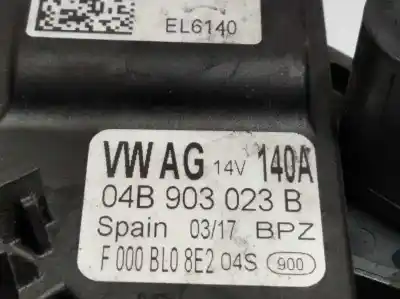 EL6140
VW AG 14V 140A
04B 903 023 B
Spain 03/17 BPZ
F 000 BL0 8E2 04S 900